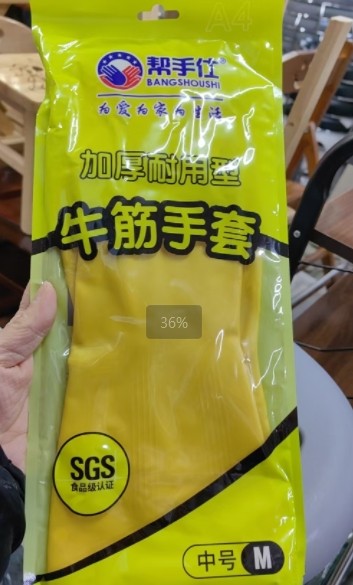 A4
帮手仕
BANGSHOUSHI
为爱为家为生活
加厚耐用型
牛筋手套
36%
SGS
食品级认证
中号 M